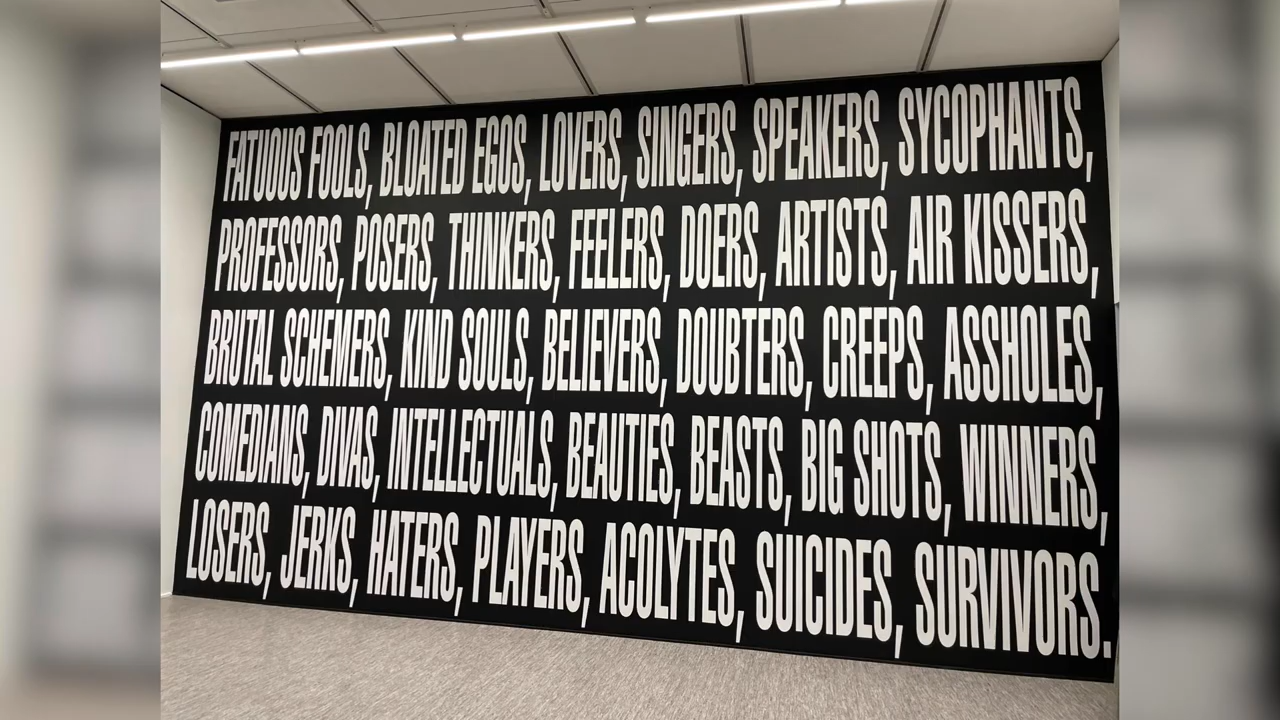 FATUOUS FOOLS, BLOATED EGOS, LOVERS, SINGERS, SPEAKERS, SYCOPHANTS,
PROFESSORS, POSERS, THINKERS, FEELERS, DOERS, ARTISTS, AIR KISSERS,
BRUTAL SCHEMERS, KIND SOULS, BELIEVERS, DOUBTERS, CREEPS, ASSHOLES,
COMEDIANS, DIVAS, INTELLECTUALS, BEAUTIES, BEASTS, BIG SHOTS, WINNERS,
LOSERS, JERKS, HATERS, PLAYERS, ACOLYTES, SUICIDES, SURVIVORS.